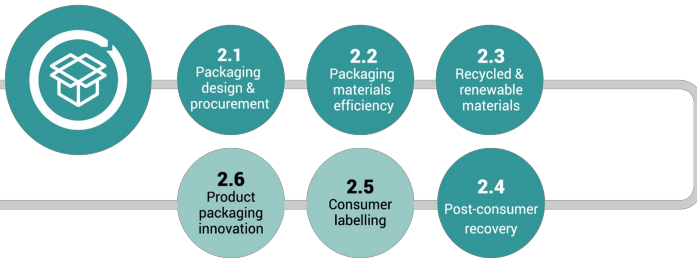 2.1
Packaging
design &
procurement
2.2
Packaging
materials
efficiency
2.3
Recycled &
renewable
materials
2.6
Product
packaging
innovation
2.5
Consumer
labelling
2.4
Post-consumer
recovery